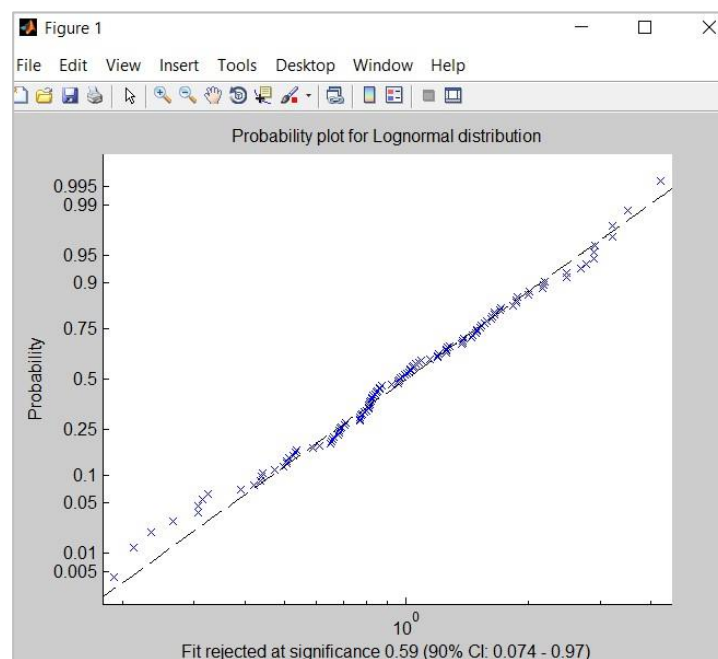 Figure 1
File Edit View Insert Tools Desktop Window Help
Probability plot for Lognormal distribution
0.995
0.99
0.95
0.9
0.75
0.5
0.25
0.1
0.05
0.01
0.005
Probability
10^0
Fit rejected at significance 0.59 (90% CI: 0.074 - 0.97)